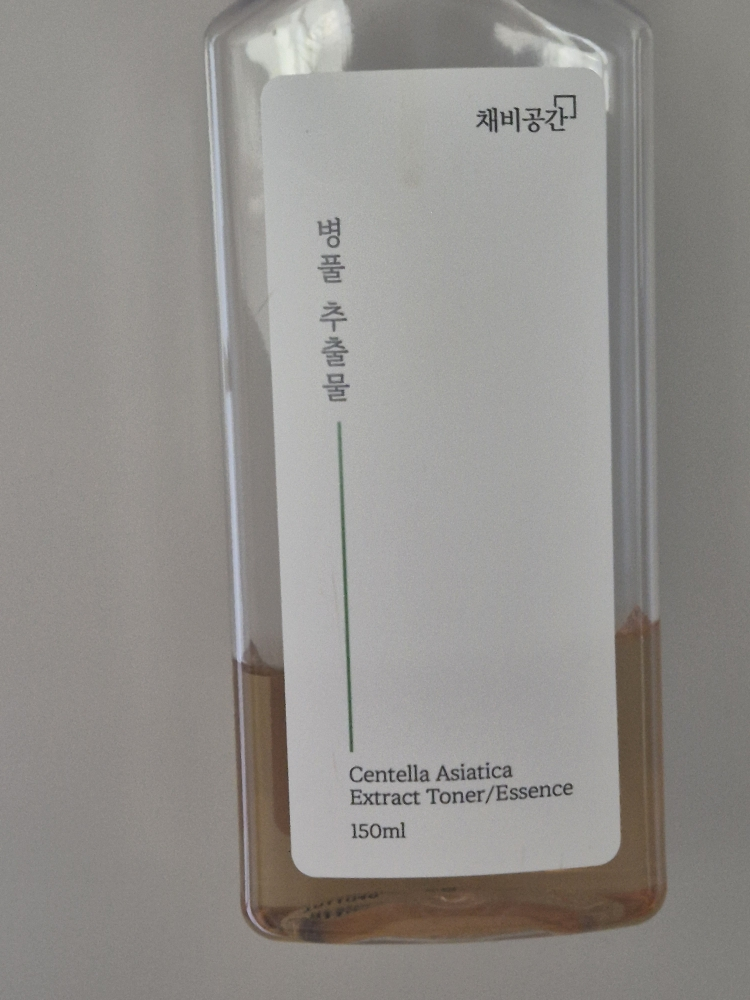 채비공간
병풀 추출물
Centella Asiatica
Extract Toner/Essence
150ml